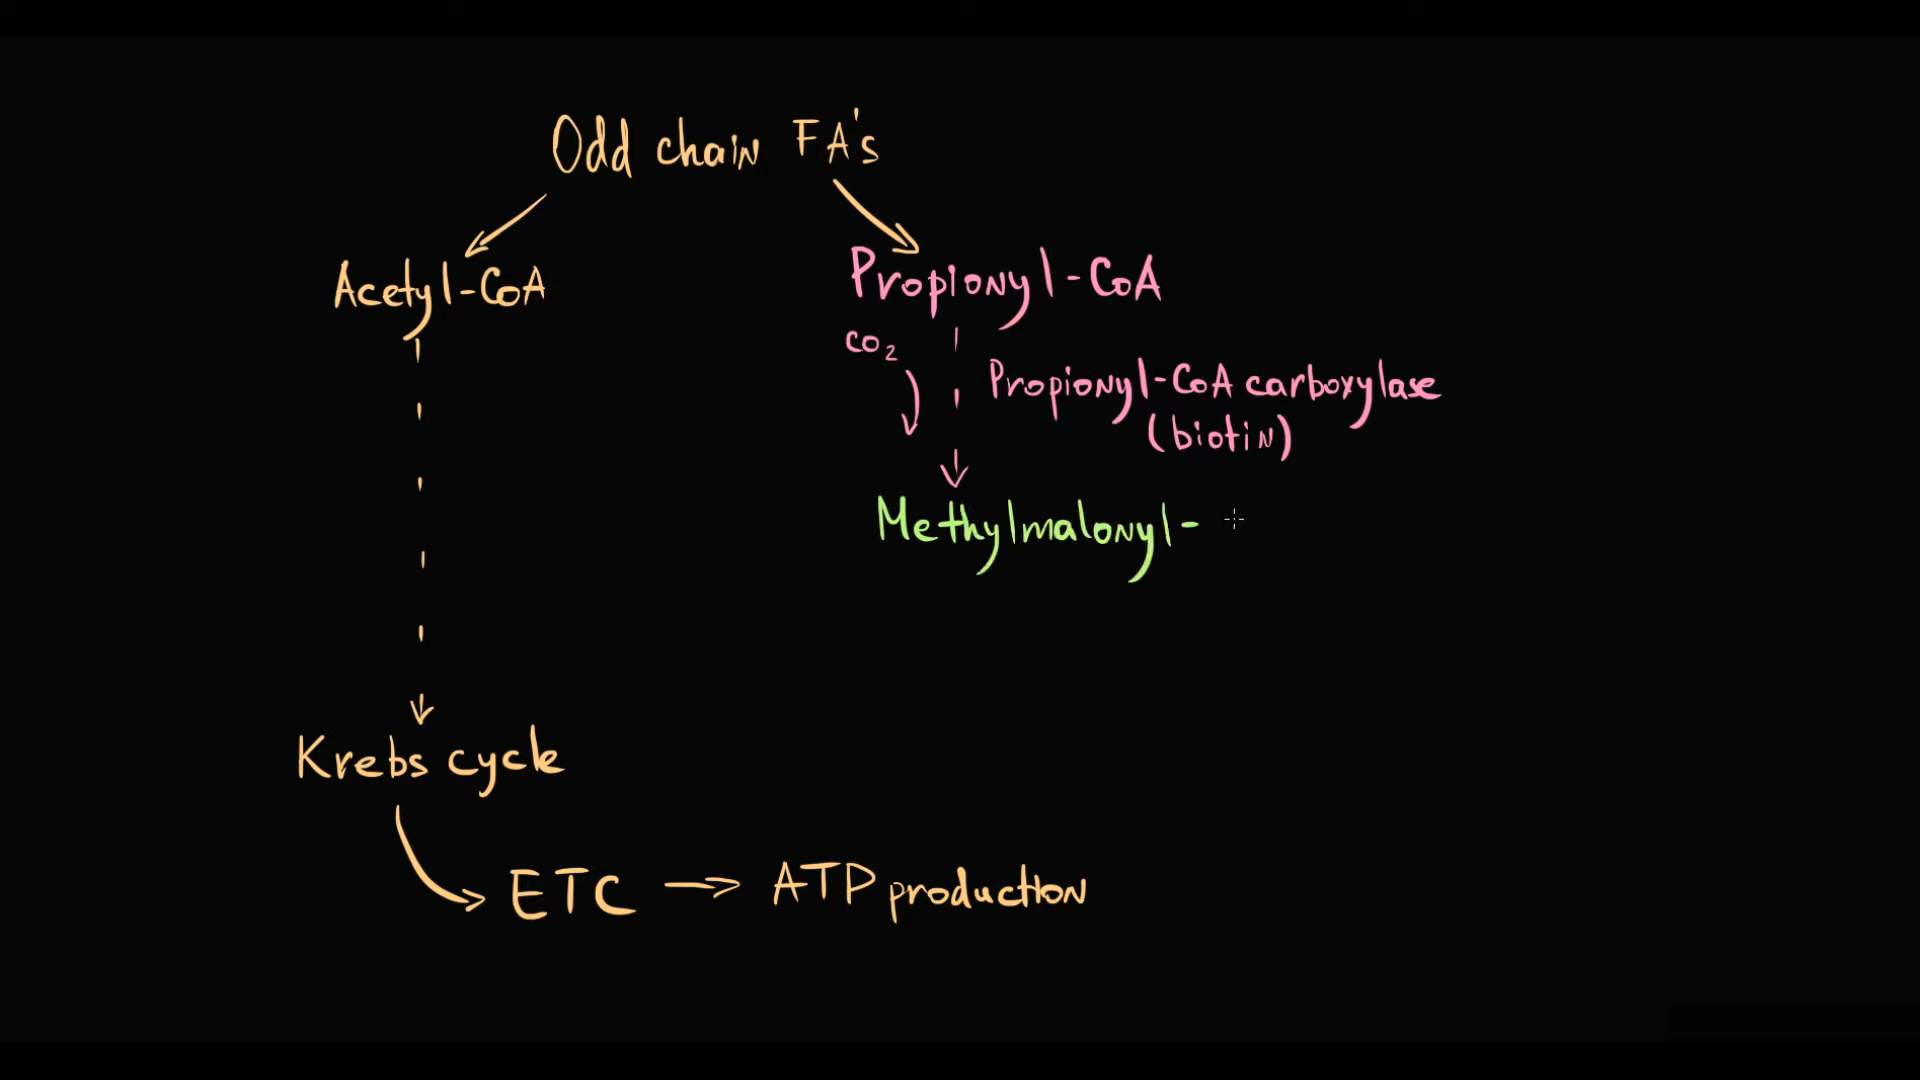 Odd chain FA's
Acetyl-CoA
Propionyl-CoA
CO₂
Propionyl-CoA carboxylase
(biotin)
Methylmalonyl-
Krebs cycle
ETC → ATP production